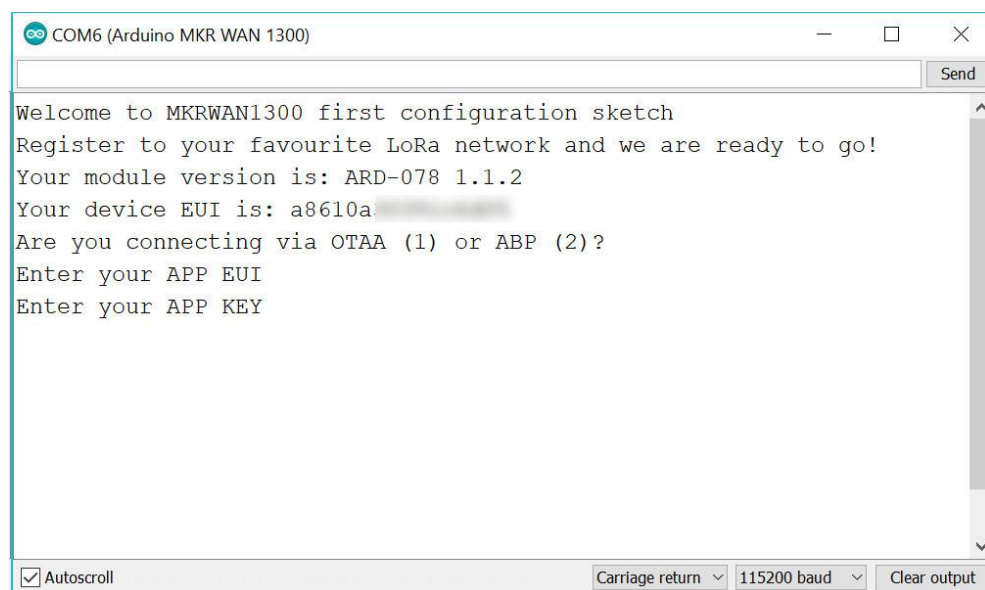 COM6 (Arduino MKR WAN 1300)
Send
Welcome to MKRWAN1300 first configuration sketch
Register to your favourite LoRa network and we are ready to go!
Your module version is: ARD-078 1.1.2
Your device EUI is: a8610a
Are you connecting via OTAA (1) or ABP (2)?
Enter your APP EUI
Enter your APP KEY
Autoscroll Carriage return 115200 baud Clear output